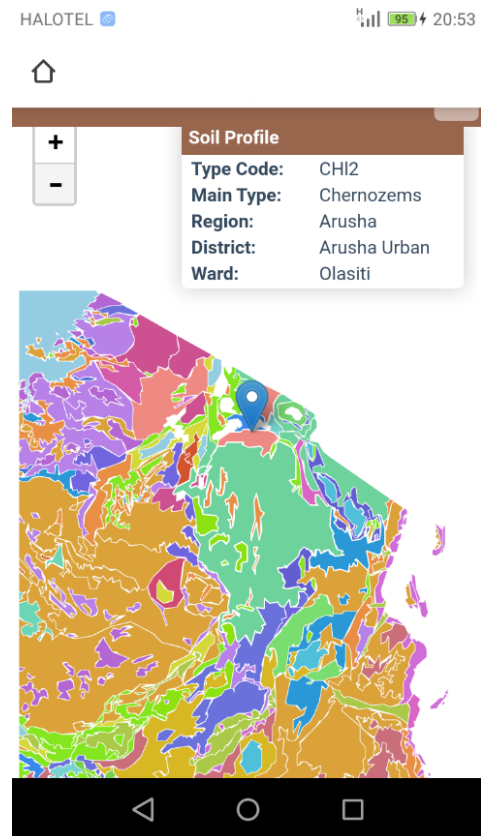 HALOTEL H 95 20:53
+
-
Soil Profile
Type Code: CHI2
Main Type: Chernozems
Region: Arusha
District: Arusha Urban
Ward: Olasiti